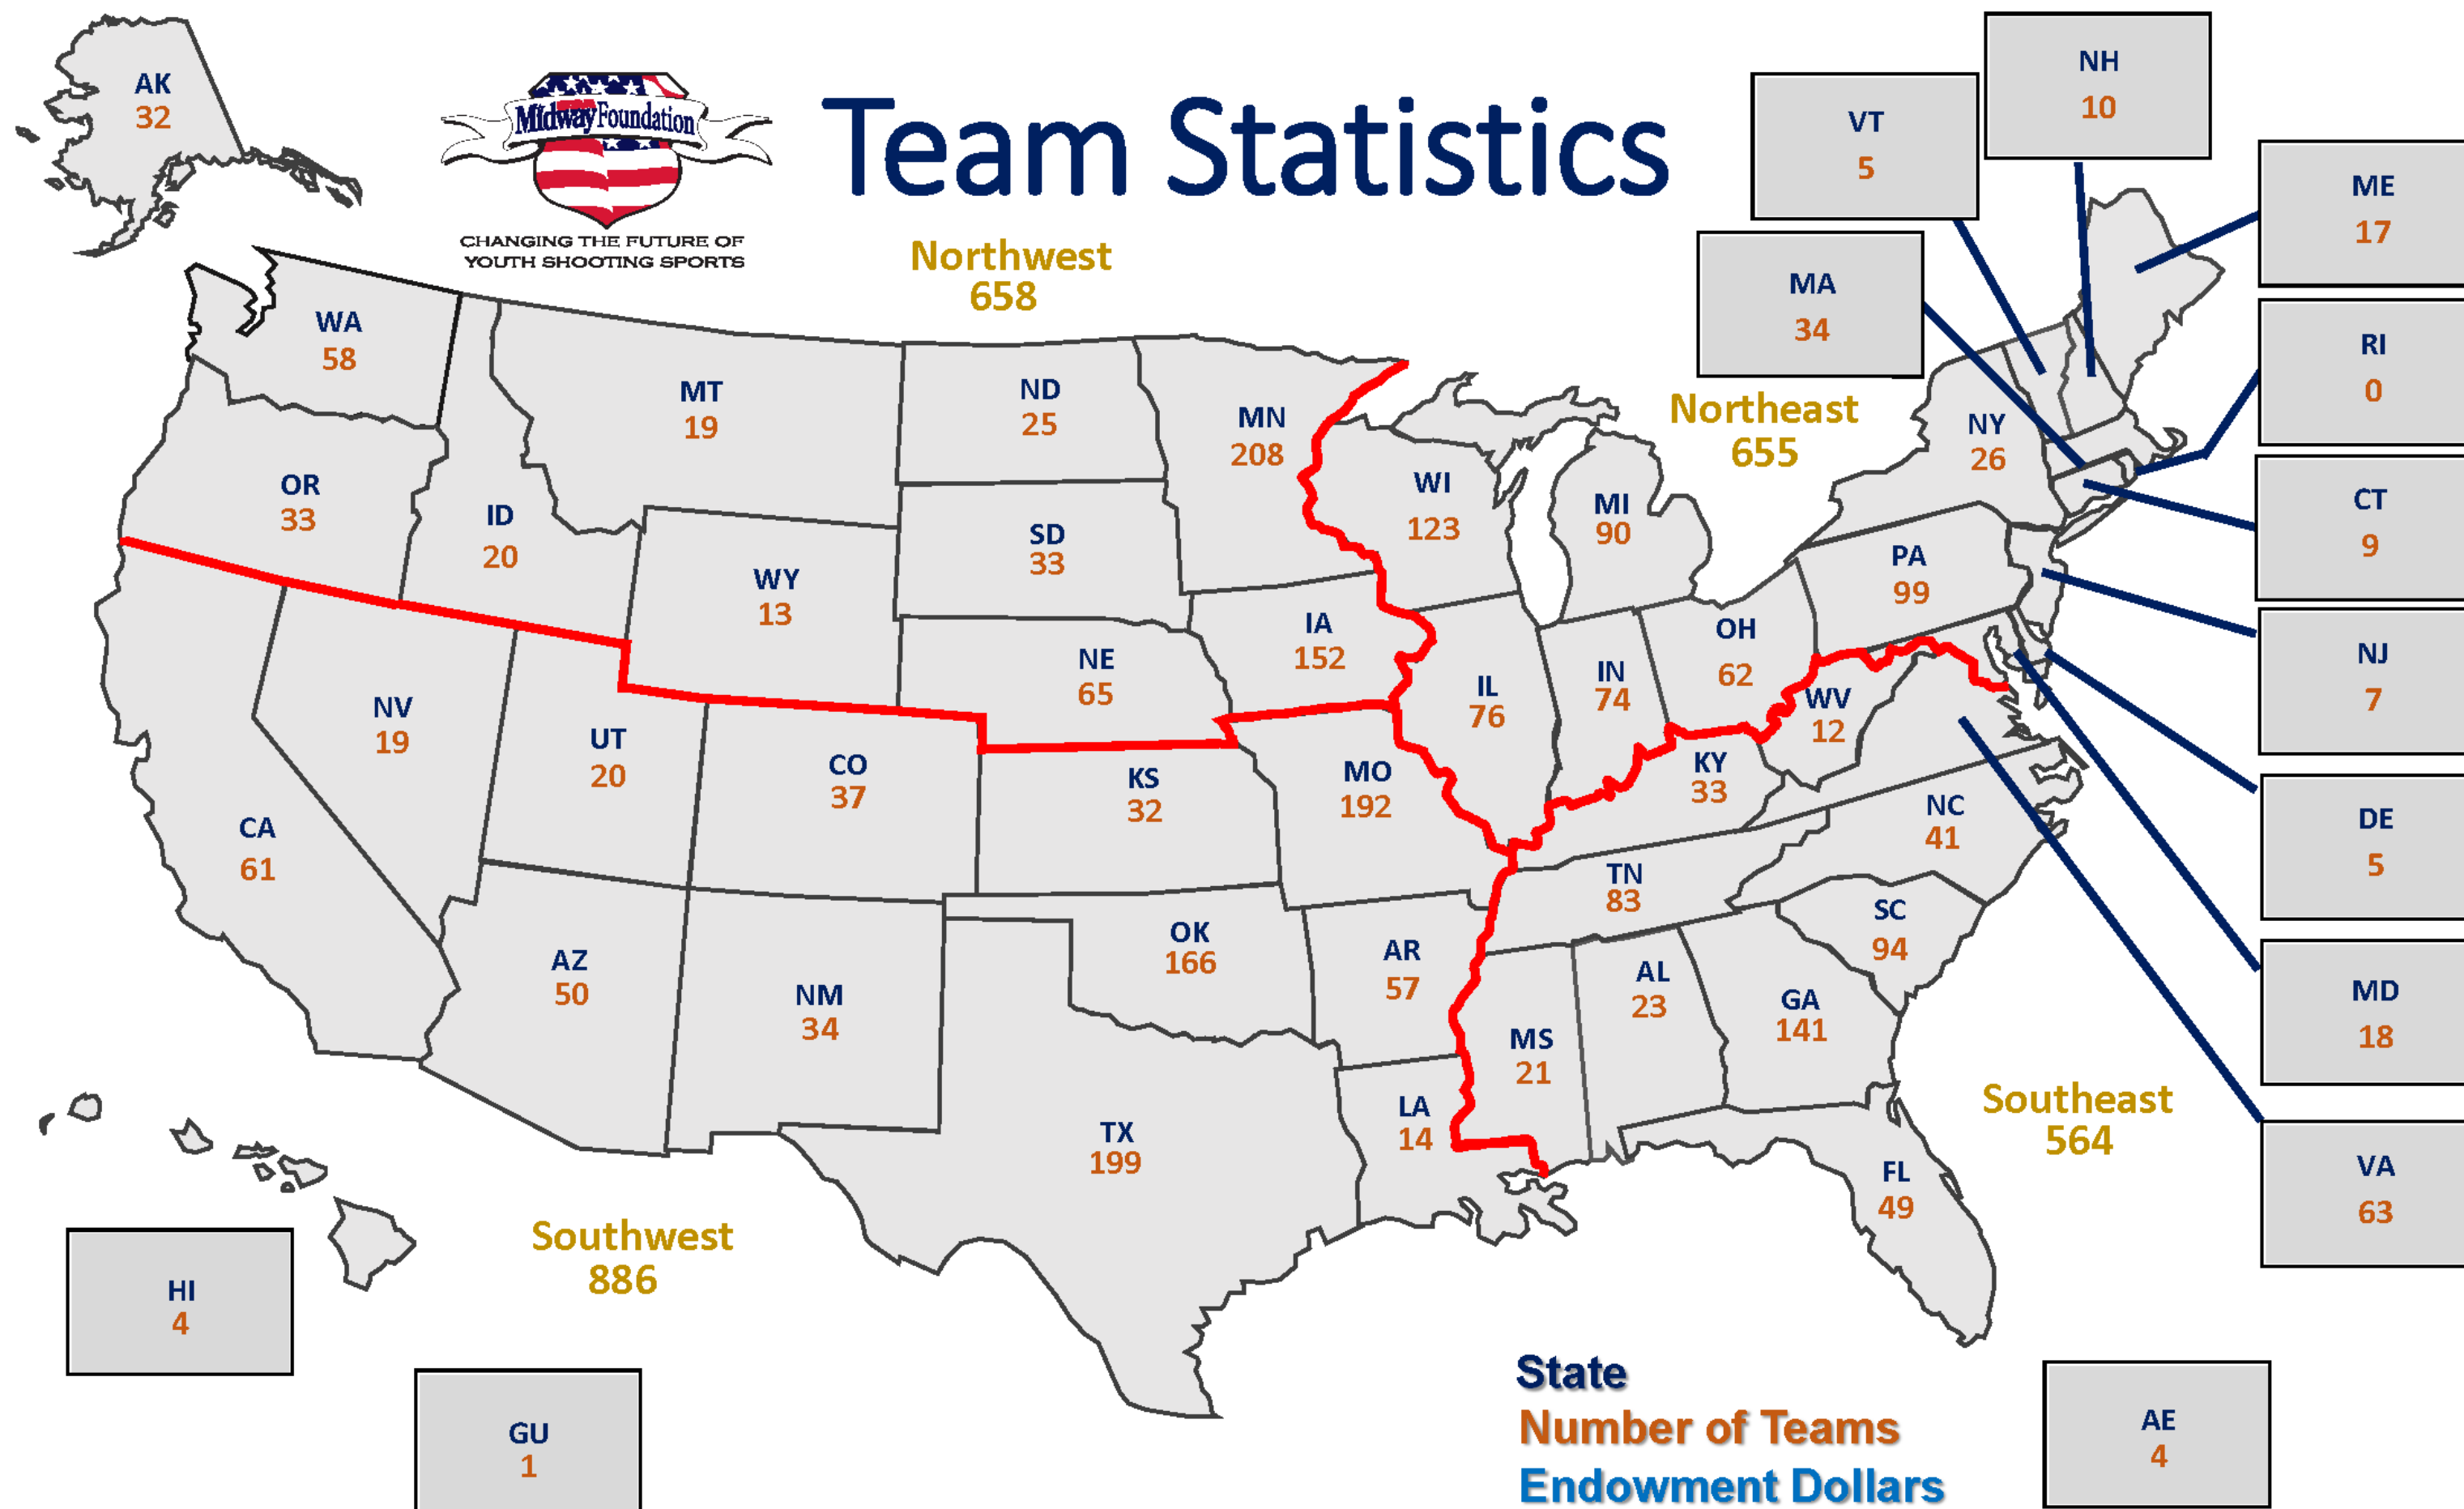 AK
32
Midway Foundation
CHANGING THE FUTURE OF
YOUTH SHOOTING SPORTS
Team Statistics
Northwest
658
NH
10
VT
5
ME
17
MA
34
RI
0
CT
9
NJ
7
DE
5
MD
18
VA
63
Northeast
655
WA
58
OR
33
ID
20
MT
19
ND
25
MN
208
SD
33
WY
13
NE
65
IA
152
WI
123
MI
90
NY
26
PA
99
OH
62
IN
74
IL
76
WV
12
KY
33
CA
61
NV
19
UT
20
CO
37
KS
32
MO
192
TN
83
NC
41
SC
94
AZ
50
NM
34
OK
166
AR
57
MS
21
AL
23
GA
141
TX
199
LA
14
FL
49
Southeast
564
Southwest
886
HI
4
GU
1
State
Number of Teams
Endowment Dollars
AE
4